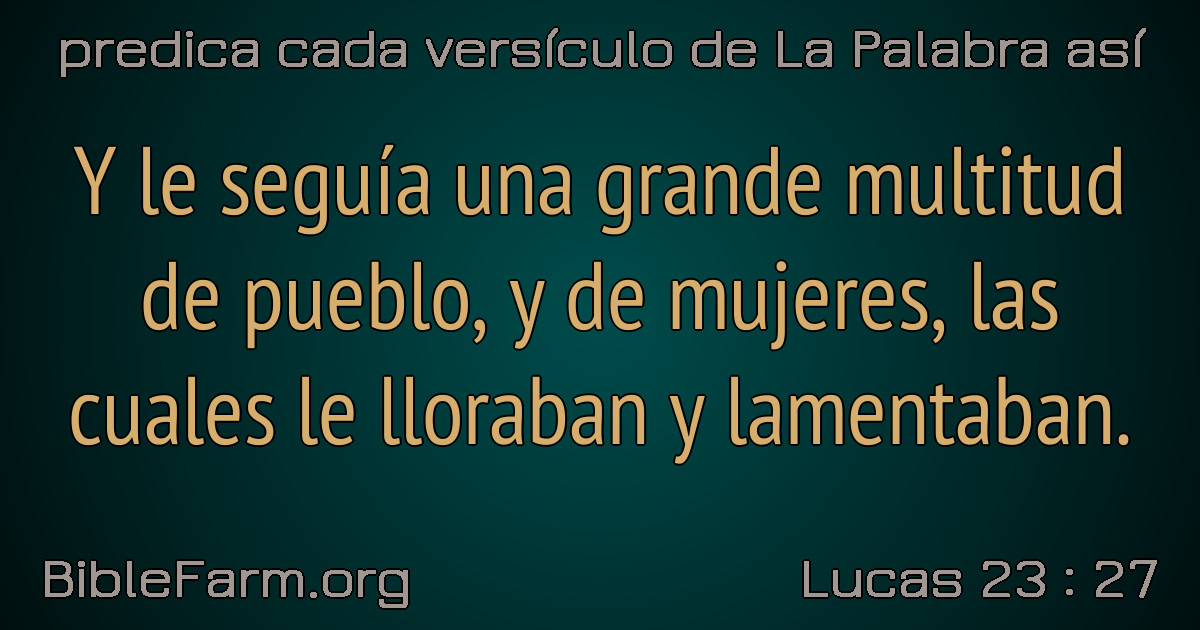 predica cada versículo de La Palabra así
Y le seguía una grande multitud
de pueblo, y de mujeres, las
cuales le lloraban y lamentaban.
BibleFarm.org
Lucas 23 : 27